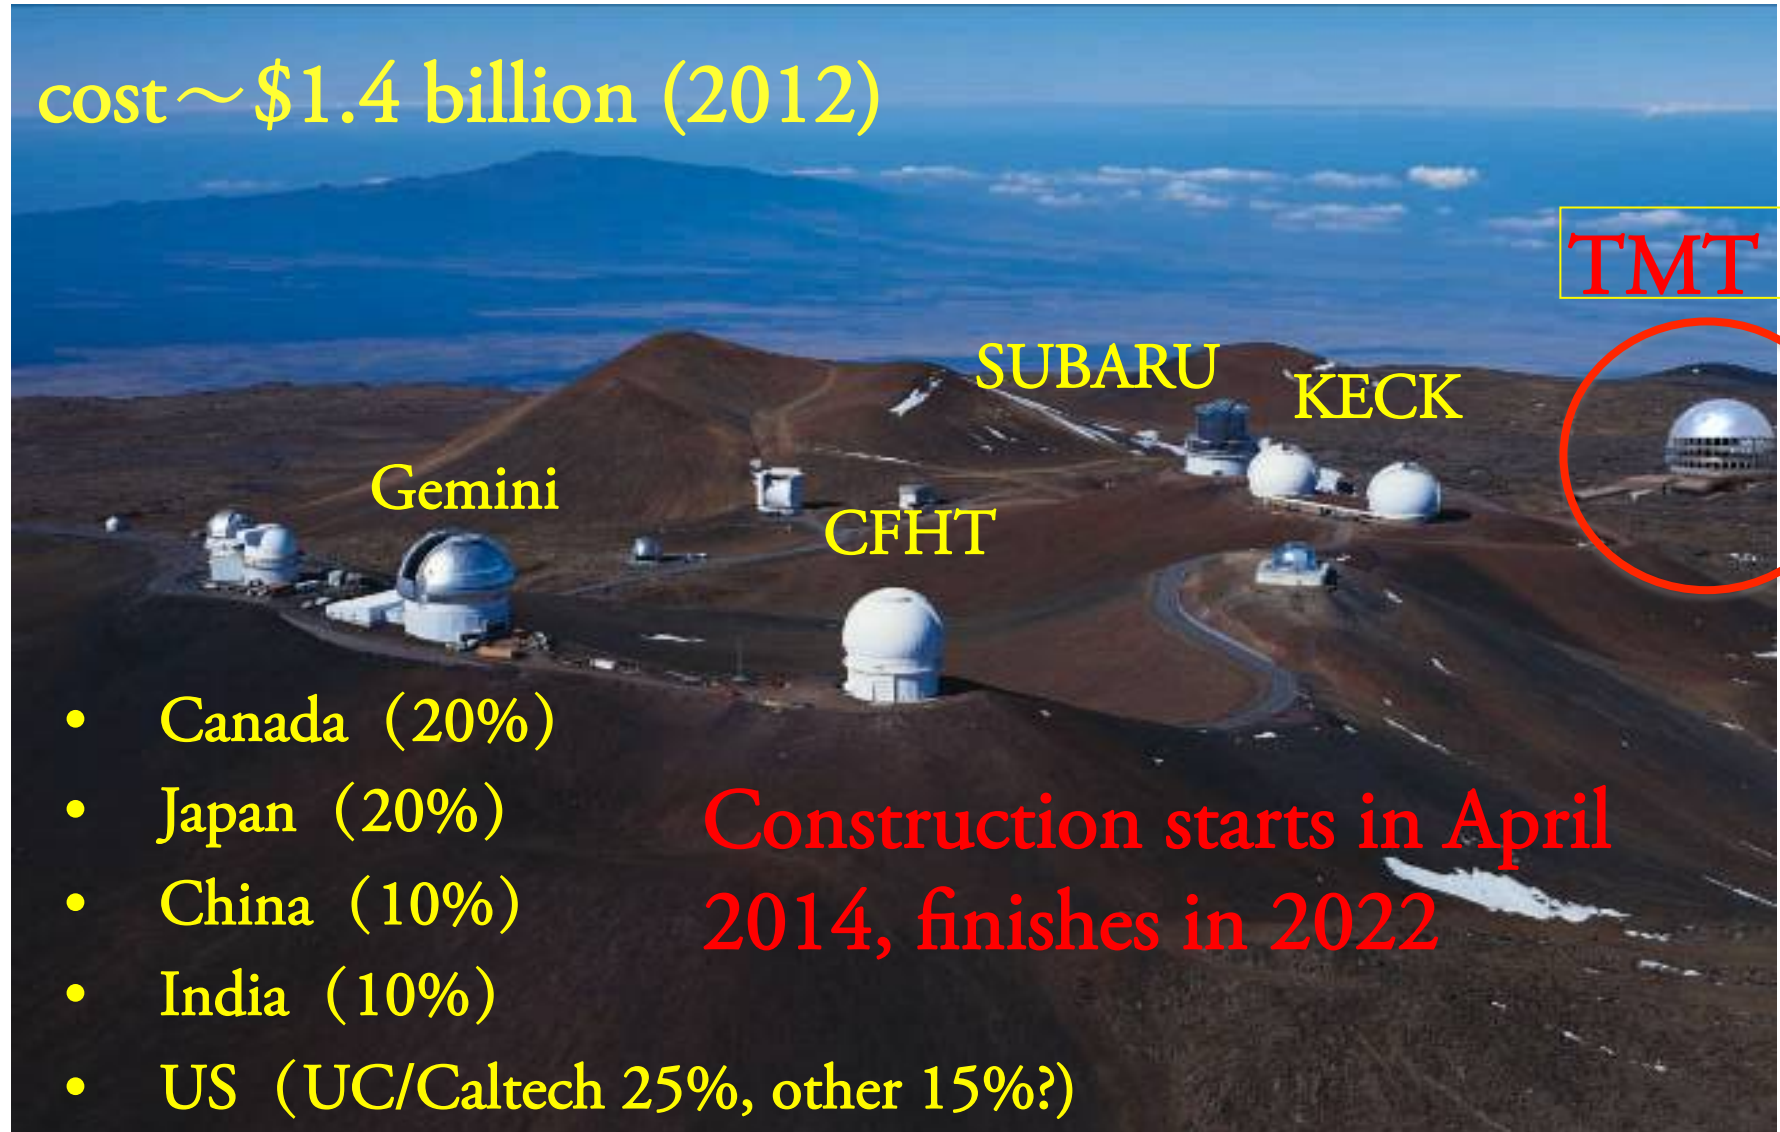 cost～$1.4 billion (2012)
TMT
SUBARU
KECK
Gemini
CFHT
• Canada（20%）
• Japan（20%）
• China（10%）
• India（10%）
• US（UC/Caltech 25%, other 15%?)
Construction starts in April
2014, finishes in 2022